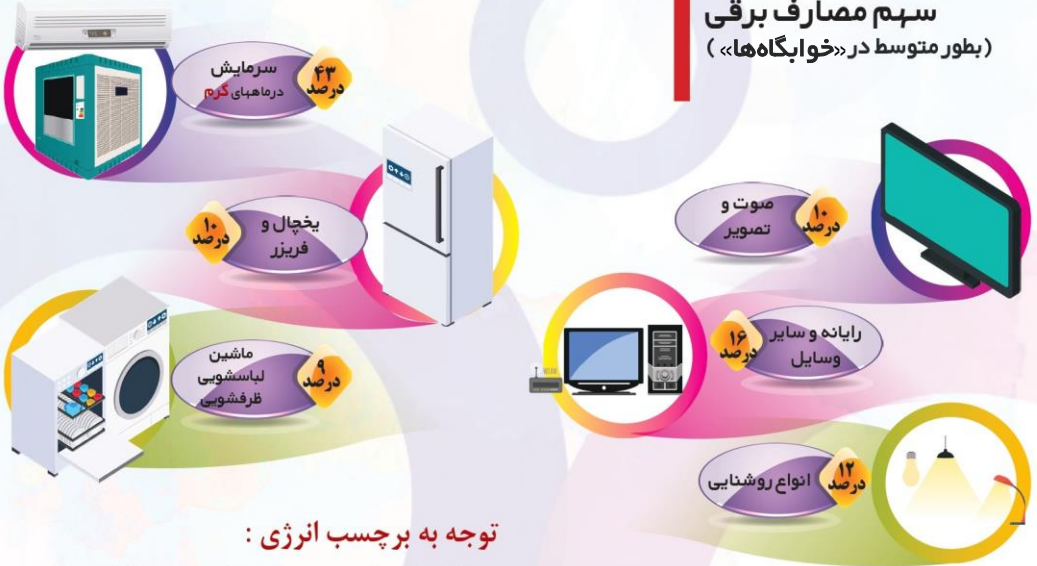 سهم مصارف برقی
(بطور متوسط در «خوابگاه‌ها» )
۴۳
درصد
سرمایش
درماههای گرم
۱۰
درصد
یخچال و
فریزر
۹
درصد
ماشین
لباسشویی
ظرفشویی
۱۰
درصد
صوت و
تصویر
۱۶
درصد
رایانه و سایر
وسایل
۱۲
درصد
انواع روشنایی
توجه به برچسب انرژی :